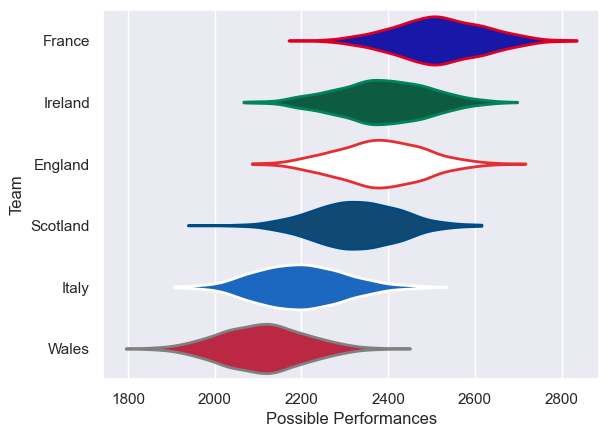 France
Ireland
England
Scotland
Italy
Wales
Team
1800 2000 2200 2400 2600 2800
Possible Performances